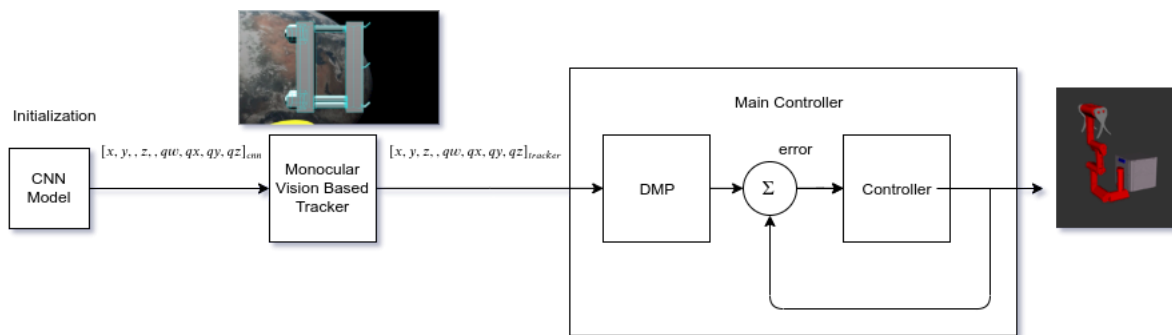 Initialization
CNN
Model
[x, y, , z, , qw, qx, qy, qz]cnn
Monocular
Vision Based
Tracker
[x, y, z, , qw, qx, qy, qz]tracker
Main Controller
DMP
error
Σ
Controller